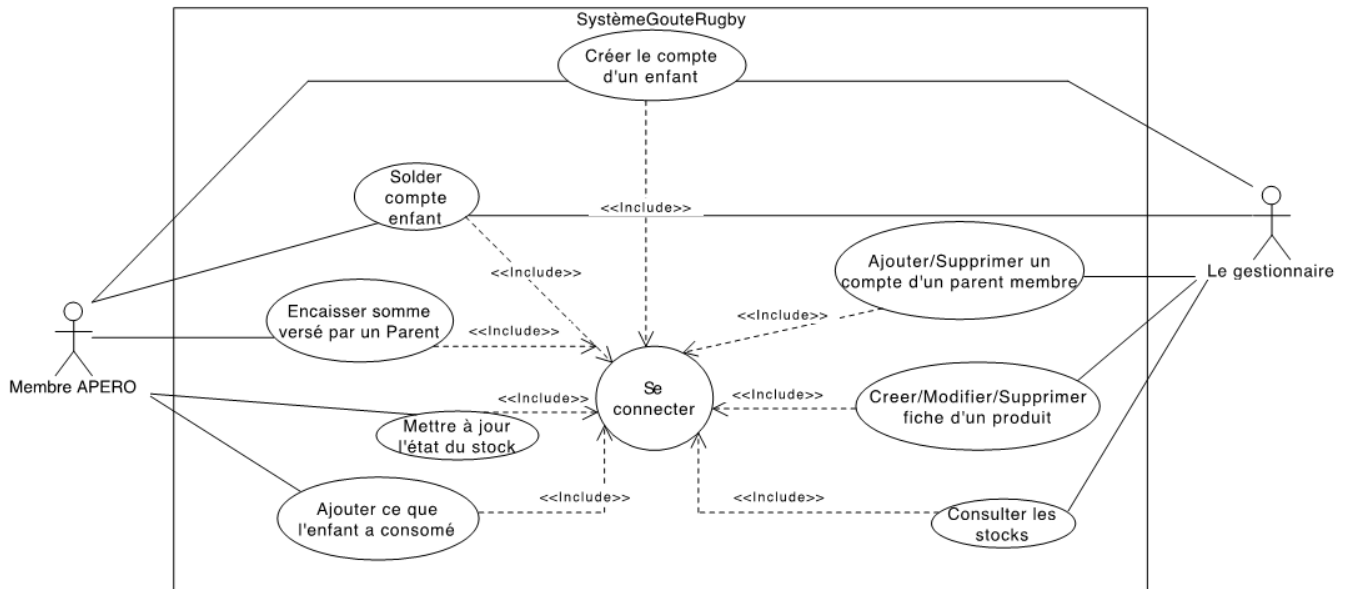 SystèmeGouteRugby
Créer le compte
d'un enfant
Solder
compte
enfant
<<Include>>
Ajouter/Supprimer un
compte d'un parent membre
Le gestionnaire
<<Include>>
Encaisser somme
versé par un Parent
<<Include>>
<<Include>>
Membre APERO
Se
connecter
<<Include>>
Creer/Modifier/Supprimer
fiche d'un produit
<<Include>>
Mettre à jour
l'état du stock
<<Include>>
<<Include>>
Ajouter ce que
l'enfant a consomé
Consulter les
stocks